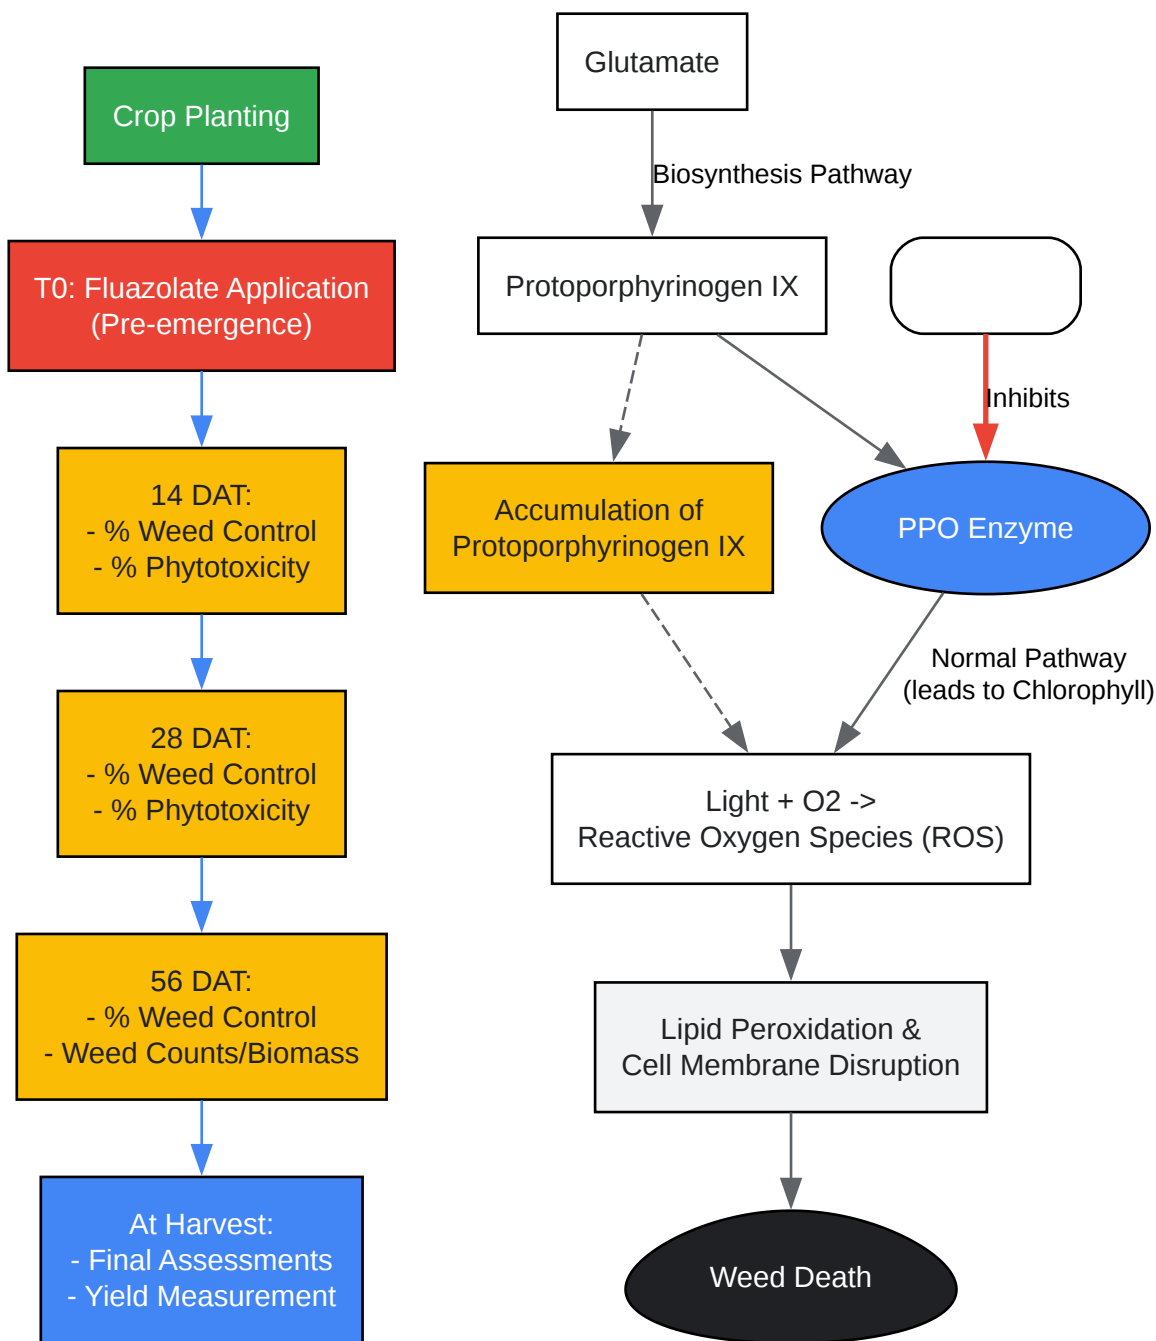 Crop Planting
T0: Fluazolate Application
(Pre-emergence)
14 DAT:
- % Weed Control
- % Phytotoxicity
28 DAT:
- % Weed Control
- % Phytotoxicity
56 DAT:
- % Weed Control
- Weed Counts/Biomass
At Harvest:
- Final Assessments
- Yield Measurement
Glutamate
Biosynthesis Pathway
Protoporphyrinogen IX
Inhibits
Accumulation of
Protoporphyrinogen IX
PPO Enzyme
Normal Pathway
(leads to Chlorophyll)
Light + O2 ->
Reactive Oxygen Species (ROS)
Lipid Peroxidation &
Cell Membrane Disruption
Weed Death